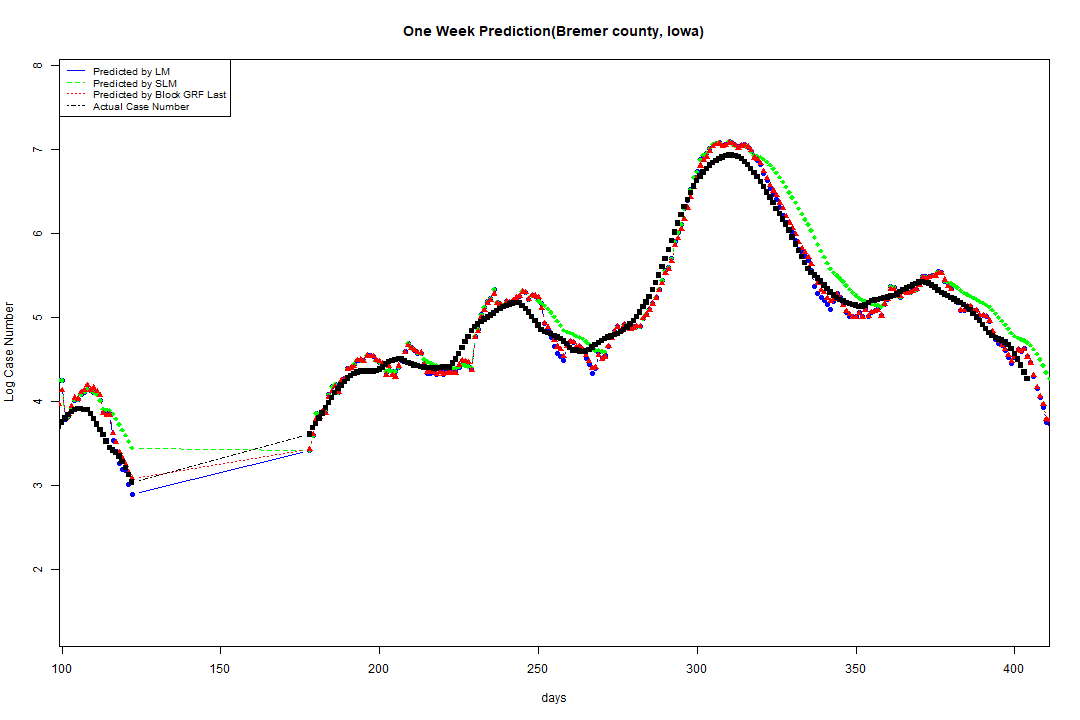 One Week Prediction(Bremer county, Iowa)
Predicted by LM
Predicted by SLM
Predicted by Block GRF Last
Actual Case Number
8
7
6
5
4
3
2
Log Case Number
100 150 200 250 300 350 400
days